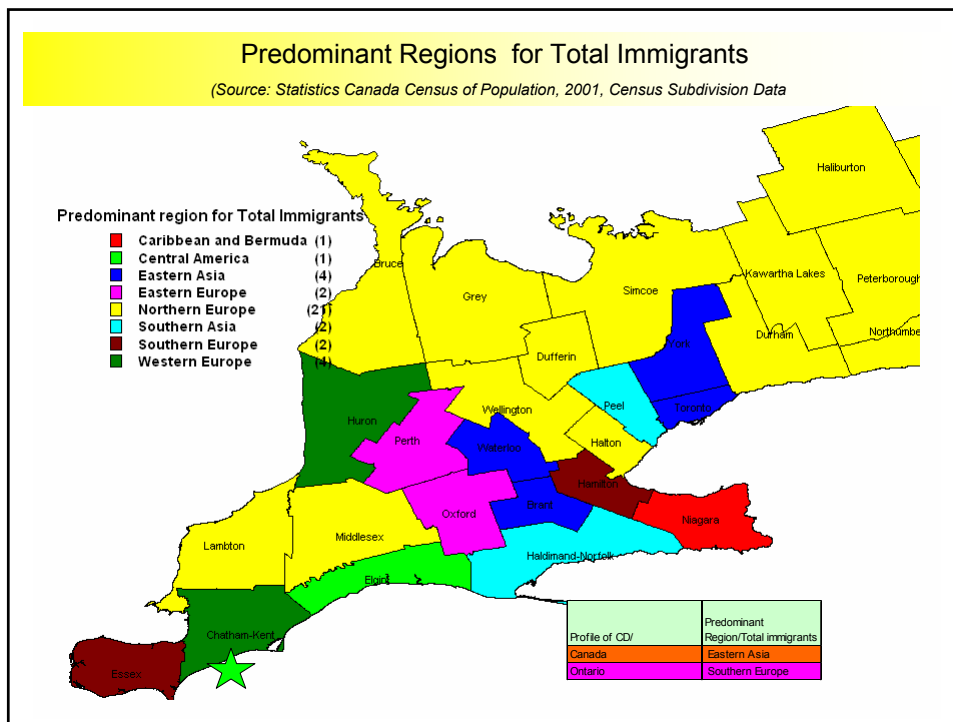 Predominant Regions for Total Immigrants
(Source: Statistics Canada Census of Population, 2001, Census Subdivision Data
Predominant region for Total Immigrants
Caribbean and Bermuda (1)
Central America (1)
Eastern Asia (4)
Eastern Europe (2)
Northern Europe (21)
Southern Asia (2)
Southern Europe (2)
Western Europe (4)
Haliburton
Bruce
Grey
Simcoe
Kawartha Lakes
Peterborough
Dufferin
York
Durham
Northumbe
Huron
Wellington
Peel
Toronto
Perth
Waterloo
Halton
Hamilton
Oxford
Brant
Niagara
Lambton
Middlesex
Haldimand-Norfolk
Elgin
Chatham-Kent
Essex
Profile of CD/
Predominant
Region/Total immigrants
Canada Eastern Asia
Ontario Southern Europe